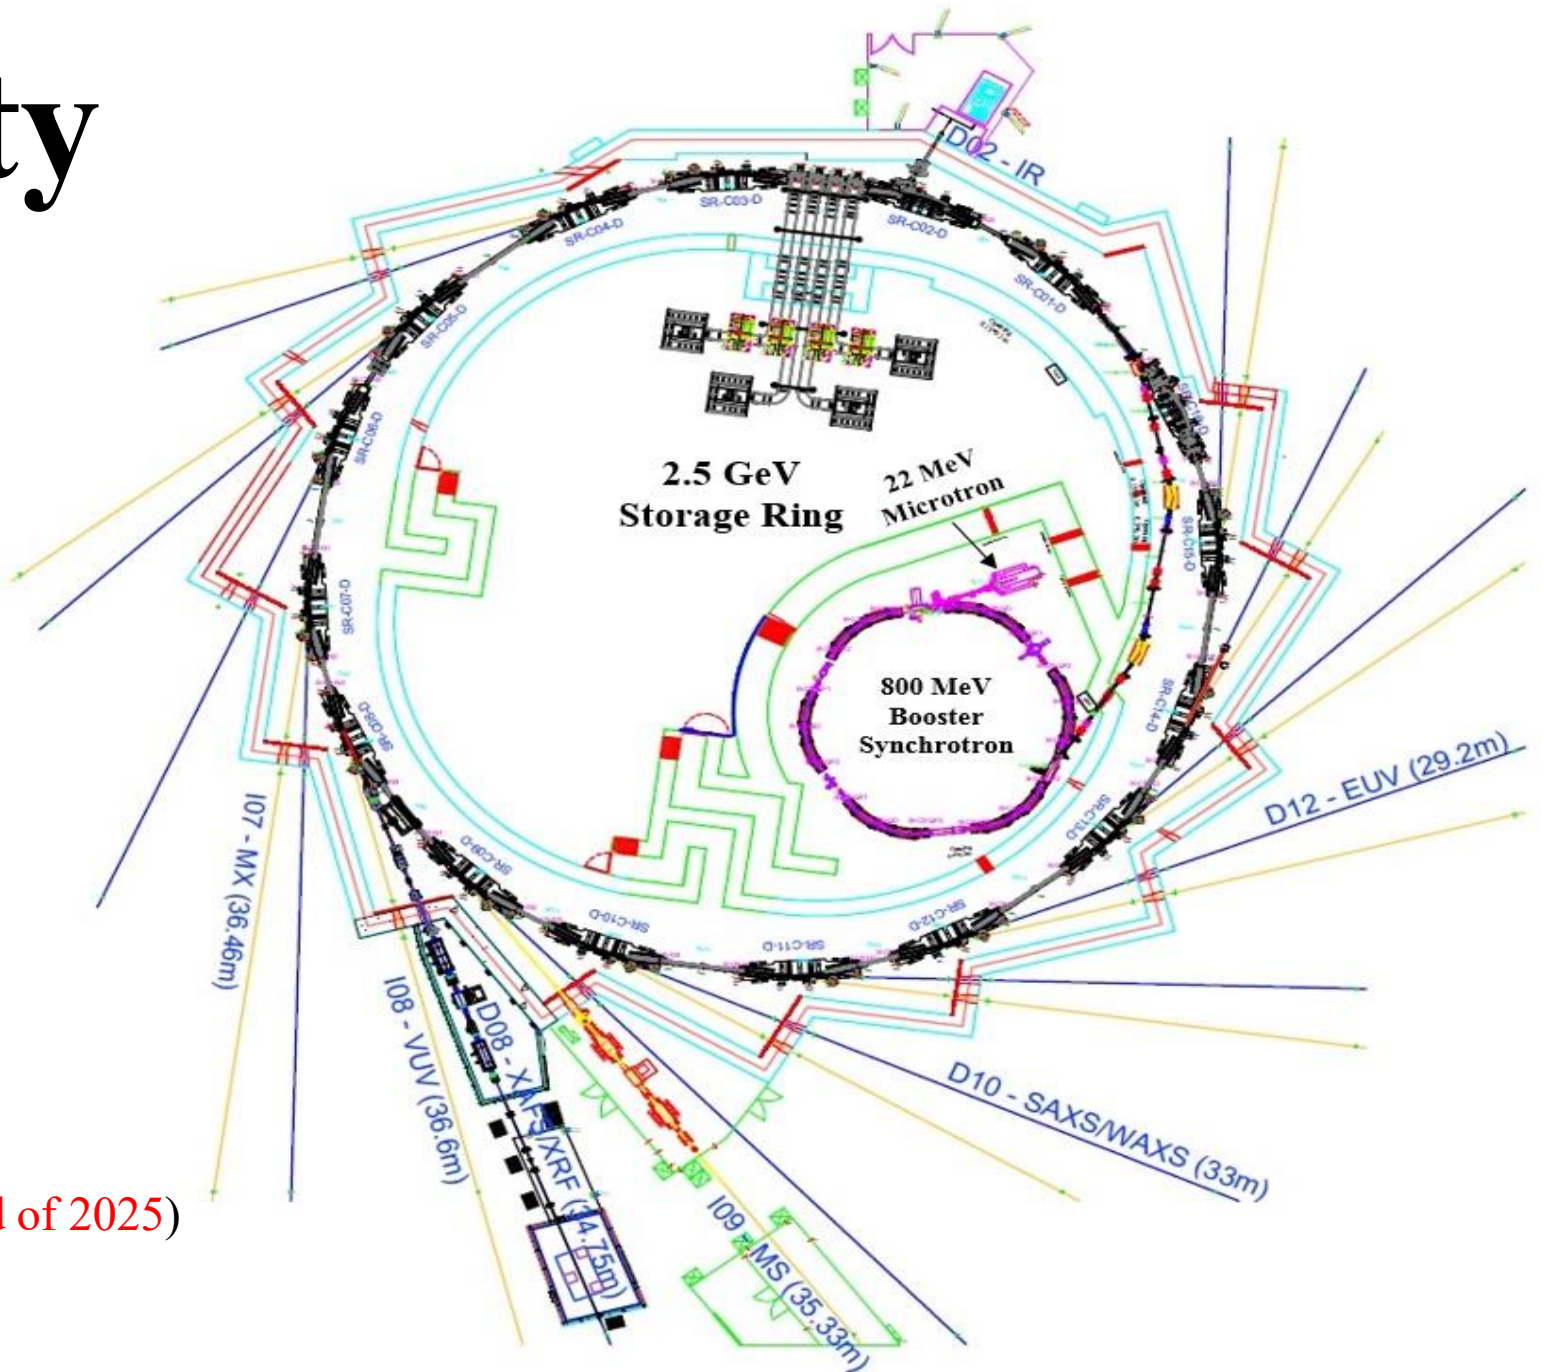 ty
D02 - IR
SR-C03-D
SR-C02-D
SR-C04-D
SR-C01-D
SR-C05-D
SR-C06-D
SR-C15-D
SR-C07-D
SR-C14-D
SR-C08-D
SR-C13-D
SR-C09-D
SR-C12-D
SR-C10-D
SR-C11-D
2.5 GeV
Storage Ring
22 MeV
Microtron
800 MeV
Booster
Synchrotron
D12 - EUV (29.2m)
I07 - MX (36.46m)
I08 - VUV (36.6m)
D08 - XAFS/XRF (34.75m)
D10 - SAXS/WAXS (33m)
I09 - MS (35.33m)
of 2025)